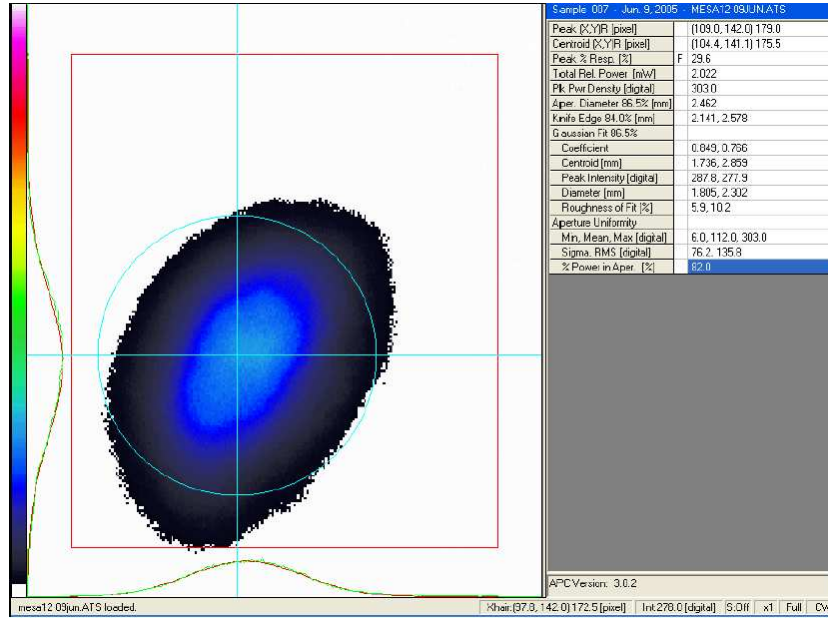 Sample 007 - Jun. 9, 2005 - MESA12 09JUN.ATS
Peak (X,Y)R [pixel] (109.0, 142.0) 179.0
Centroid (X,Y)R [pixel] (104.4, 141.1) 175.5
Peak % Resp. [%] F 29.6
Total Rel. Power [mW] 2.022
Plk Pwr Density [digital] 303.0
Aper. Diameter 86.5% [mm] 2.462
Knife Edge 84.0% [mm] 2.141, 2.578
Gaussian Fit 86.5%
Coefficient 0.849, 0.766
Centroid [mm] 1.736, 2.859
Peak Intensity [digital] 287.8, 277.9
Diameter [mm] 1.805, 2.302
Roughness of Fit [%] 5.9, 10.2
Aperture Uniformity
Min, Mean, Max [digital] 6.0, 112.0, 303.0
Sigma, RMS [digital] 76.2, 135.8
% Power in Aper. [%] 82.0
APC Version: 3.0.2
mesa12 09jun.ATS loaded. Xhair:(97.8, 142.0) 172.5 [pixel] Int:278.0 [digital] S:Off x1 Full CW